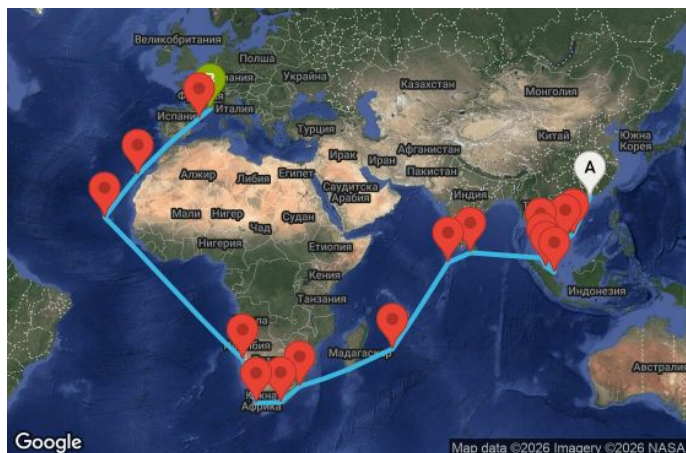 Великобритания
Полша
Украйна
Испания
Италия
Казахстан
Монголия
Турция
Китай
Южна
Корея
Афганистан
Ирак
Иран
Пакистан
Алжир
Либия
Египет
Саудитска
Арабия
Индия
Мали
Нигер
Чад
Судан
Нигерия
Етиопия
Кения
Танзания
Индонезия
Мадагаскар
Южна
Африка
Австралия
A
Google
Map data ©2026 Imagery ©2026 NASA